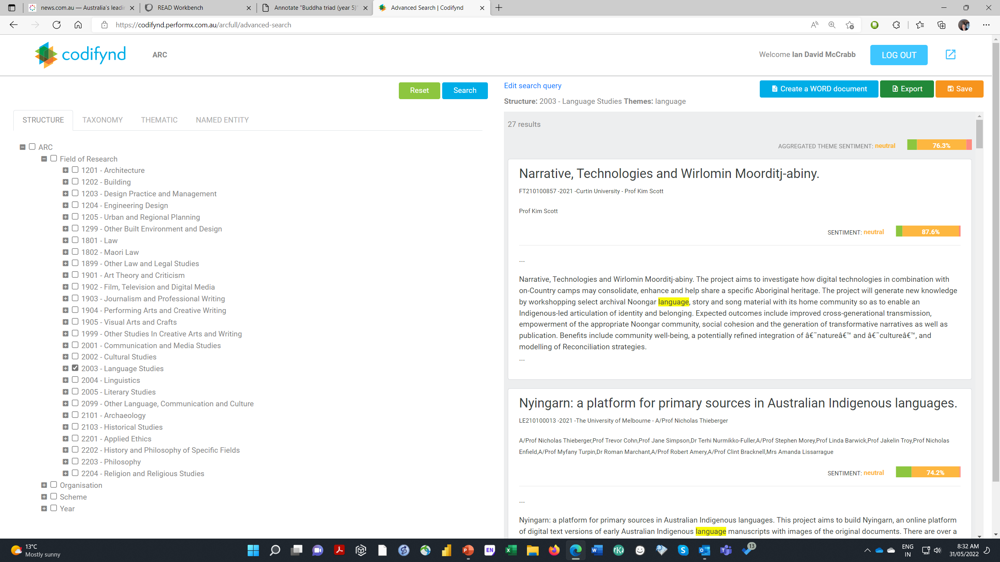 news.com.au — Australia's leadin
READ Workbench
Annotate "Buddha triad (year 5)"
Advanced Search | Codifynd
https://codifynd.performx.com.au/arcfull/advanced-search
codifynd
ARC
Welcome Ian David McCrabb
LOG OUT
Reset
Search
STRUCTURE
TAXONOMY
THEMATIC
NAMED ENTITY
ARC
Field of Research
1201 - Architecture
1202 - Building
1203 - Design Practice and Management
1204 - Engineering Design
1205 - Urban and Regional Planning
1299 - Other Built Environment and Design
1801 - Law
1802 - Maori Law
1899 - Other Law and Legal Studies
1901 - Art Theory and Criticism
1902 - Film, Television and Digital Media
1903 - Journalism and Professional Writing
1904 - Performing Arts and Creative Writing
1905 - Visual Arts and Crafts
1999 - Other Studies In Creative Arts and Writing
2001 - Communication and Media Studies
2002 - Cultural Studies
2003 - Language Studies
2004 - Linguistics
2005 - Literary Studies
2099 - Other Language, Communication and Culture
2101 - Archaeology
2103 - Historical Studies
2201 - Applied Ethics
2202 - History and Philosophy of Specific Fields
2203 - Philosophy
2204 - Religion and Religious Studies
Organisation
Scheme
Year
Edit search query
Create a WORD document
Export
Save
Structure: 2003 - Language Studies Themes: language
27 results
AGGREGATED THEME SENTIMENT: neutral
76.3%
Narrative, Technologies and Wirlomin Moorditj-abiny.
FT210100857 -2021 -Curtin University - Prof Kim Scott
Prof Kim Scott
SENTIMENT: neutral
87.6%
...
Narrative, Technologies and Wirlomin Moorditj-abiny. The project aims to investigate how digital technologies in combination with
on-Country camps may consolidate, enhance and help share a specific Aboriginal heritage. The project will generate new knowledge
by workshopping select archival Noongar language, story and song material with its home community so as to enable an
Indigenous-led articulation of identity and belonging. Expected outcomes include improved cross-generational transmission,
empowerment of the appropriate Noongar community, social cohesion and the generation of transformative narratives as well as
publication. Benefits include community well-being, a potentially refined integration of â€˜natureâ€™ and â€˜cultureâ€™, and
modelling of Reconciliation strategies.
...
Nyingarn: a platform for primary sources in Australian Indigenous languages.
LE210100013 -2021 -The University of Melbourne - A/Prof Nicholas Thieberger
A/Prof Nicholas Thieberger,Prof Trevor Cohn,Prof Jane Simpson,Dr Terhi Nurmikko-Fuller,A/Prof Stephen Morey,Prof Linda Barwick,Prof Jakelin Troy,Prof Nicholas
Enfield,A/Prof Myfany Turpin,Dr Roman Marchant,A/Prof Robert Amery,A/Prof Clint Bracknell,Mrs Amanda Lissarrague
SENTIMENT: neutral
74.2%
...
Nyingarn: a platform for primary sources in Australian Indigenous languages. This project aims to build Nyingarn, an online platform
of digital text versions of early Australian Indigenous language manuscripts with images of the original documents. There are over a
13°C
Mostly sunny
EN
13
ENG
IN
8:32 AM
31/05/2022